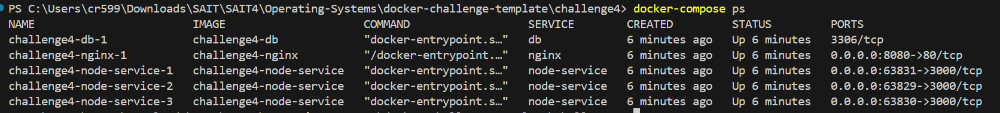 PS C:\Users\cr599\Downloads\SAIT\SAIT4\Operating-Systems\docker-challenge-template\challenge4> docker-compose ps
NAME IMAGE COMMAND SERVICE CREATED STATUS PORTS
challenge4-db-1 challenge4-db "docker-entrypoint.s…" db 6 minutes ago Up 6 minutes 3306/tcp
challenge4-nginx-1 challenge4-nginx "/docker-entrypoint.…" nginx 6 minutes ago Up 6 minutes 0.0.0.0:8080->80/tcp
challenge4-node-service-1 challenge4-node-service "docker-entrypoint.s…" node-service 6 minutes ago Up 6 minutes 0.0.0.0:63831->3000/tcp
challenge4-node-service-2 challenge4-node-service "docker-entrypoint.s…" node-service 6 minutes ago Up 6 minutes 0.0.0.0:63829->3000/tcp
challenge4-node-service-3 challenge4-node-service "docker-entrypoint.s…" node-service 6 minutes ago Up 6 minutes 0.0.0.0:63830->3000/tcp